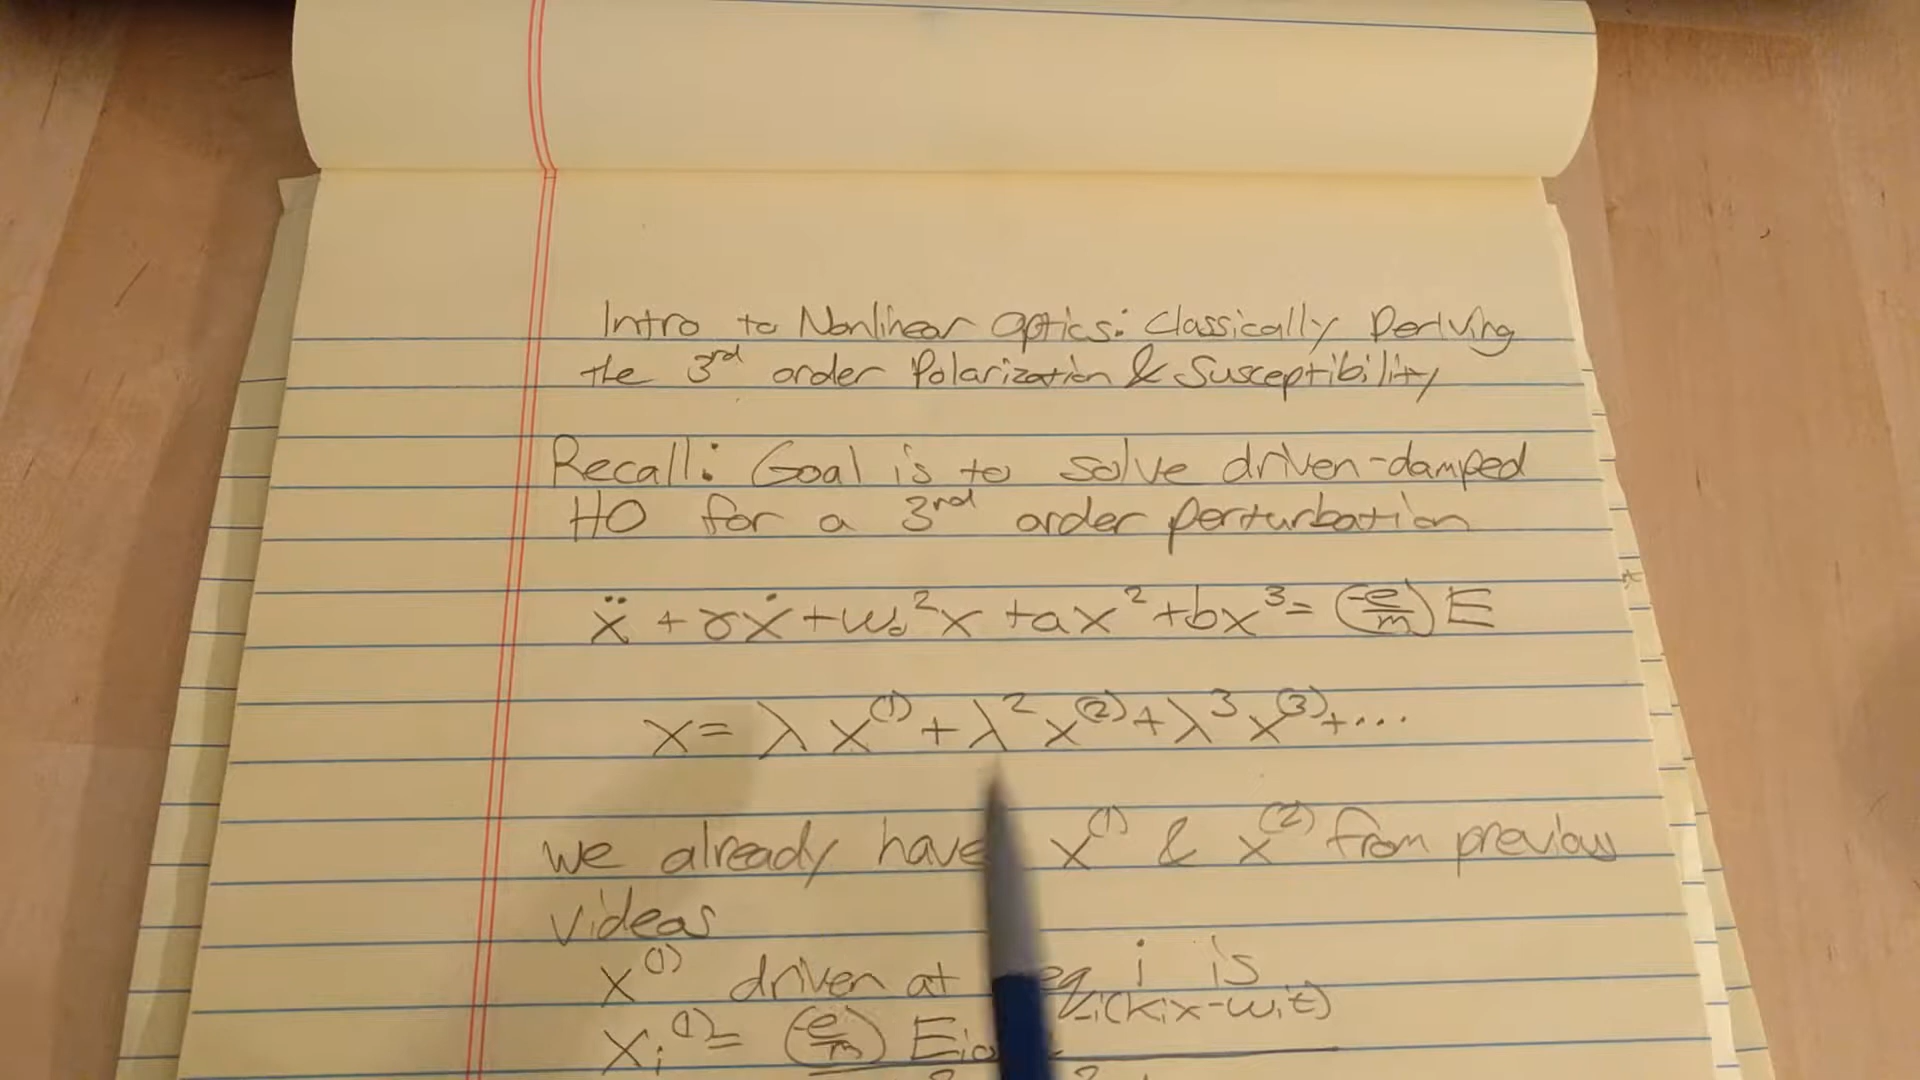 Intro to Nonlinear Optics: Classically Deriving
the 3rd order Polarization & Susceptibility
Recall: Goal is to solve driven-damped
HO for a 3rd order perturbation
ẍ + γẋ + ω₀²x + ax² + bx³ = (-e/m) E
x = λx⁽¹⁾ + λ²x⁽²⁾ + λ³x⁽³⁾ + ...
we already have x⁽¹⁾ & x⁽²⁾ from previous
videos
x⁽¹⁾ driven at i is
xᵢ⁽¹⁾ = (-e/m) Eᵢ₀ i(kᵢx-ωᵢt)